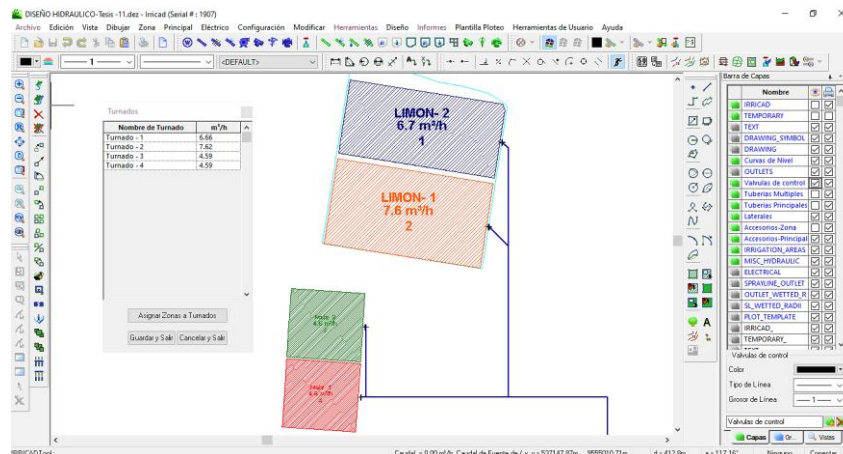 DISEÑO HIDRAULICO-Tesis -11.dez - Irricad (Serial # : 1907)
Archivo Edición Vista Dibujar Zona Principal Eléctrico Configuración Modificar Herramientas Diseño Informes Plantilla Ploteo Herramientas de Usuario Ayuda
1 <DEFAULT>
Barra de Capas
Nombre
IRRICAD
TEMPORARY
TEXT
DRAWING_SYMBOL
DRAWING
Curvas de Nivel
OUTLETS
Valvulas de control
Tuberias Multiples
Tuberias Principales
Laterales
Accesorios-Zona
Accesorios-Principal
IRRIGATION_AREAS
MISC_HYDRAULIC
ELECTRICAL
SPRAYLINE_OUTLET
OUTLET_WETTED_R
SL_WETTED_RADII
PLOT_TEMPLATE
IRRICAD_
TEMPORARY_
Valvulas de control
Color
Tipo de Línea
Grosor de Línea
1
Valvulas de control
Capas Gr... Vistas
Turnados
Nombre de Turnado m³/h
Turnado - 1 6.66
Turnado - 2 7.62
Turnado - 3 4.59
Turnado - 4 4.59
Asignar Zonas a Turnados
Guardar y Salir Cancelar y Salir
LIMON- 2
6.7 m³/h
1
LIMON- 1
7.6 m³/h
2
A
Ninguno Conectar